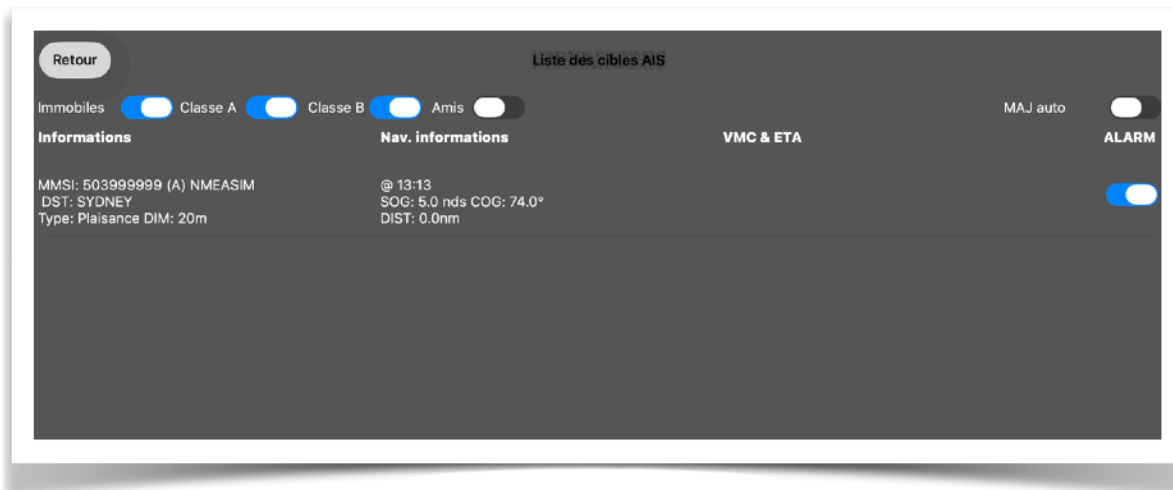 Retour
Liste des cibles AIS
Immobiles Classe A Classe B Amis MAJ auto
Informations Nav. informations VMC & ETA ALARM
MMSI: 503999999 (A) NMEASIM @ 13:13
DST: SYDNEY SOG: 5.0 nds COG: 74.0°
Type: Plaisance DIM: 20m DIST: 0.0nm